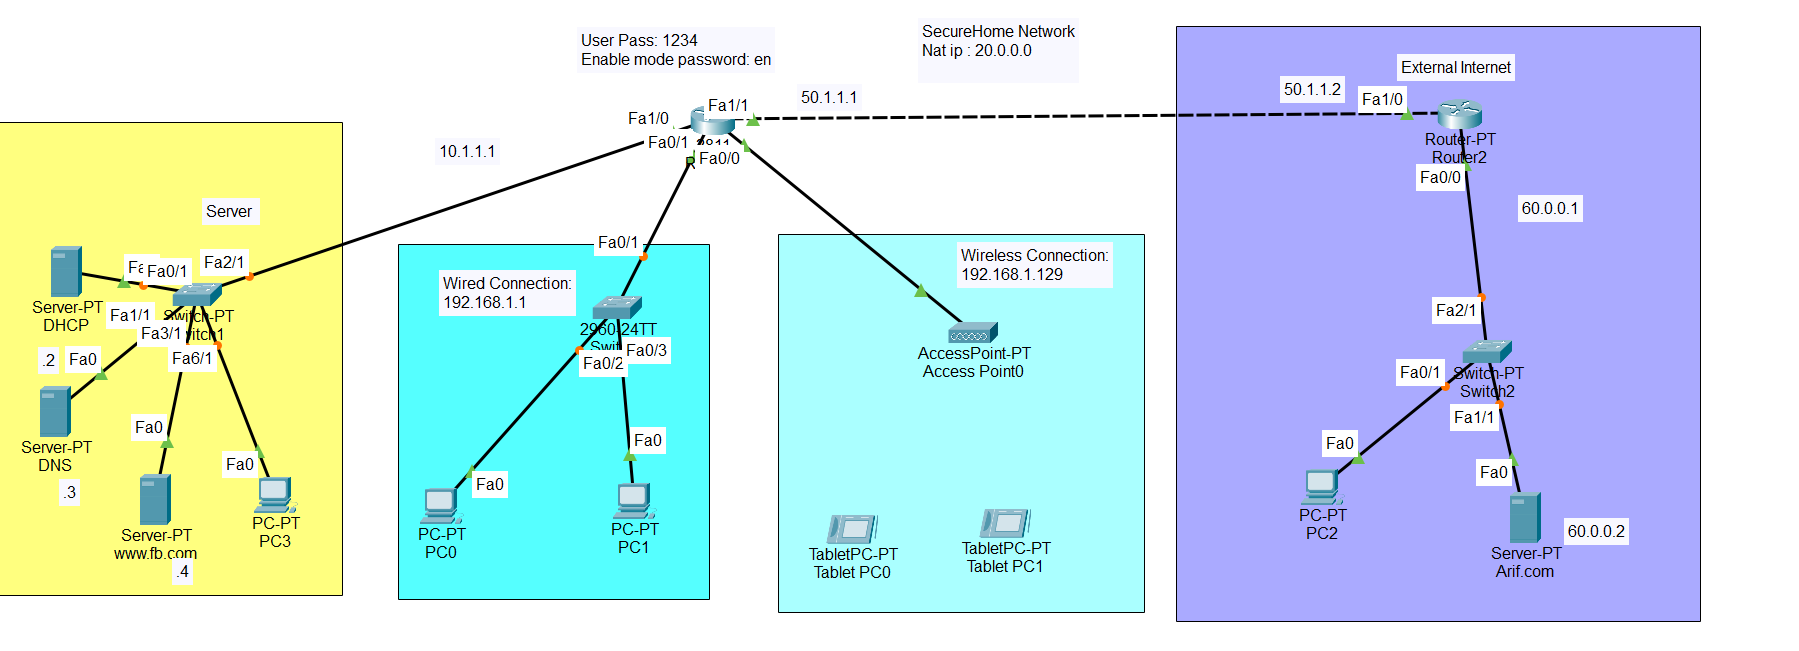 User Pass: 1234
Enable mode password: en
SecureHome Network
Nat ip : 20.0.0.0
External Internet
50.1.1.1
50.1.1.2
Fa1/0
Fa1/1
Fa1/0
Fa0/1
Fa0/0
Router-PT
Router2
Fa0/0
60.0.0.1
10.1.1.1
Server
Fa0/1
Fa2/1
Server-PT
DHCP
Fa1/1
Switch-PT
Fa3/1
Fa6/1
.2
Fa0
Server-PT
DNS
.3
Fa0
Fa0
Server-PT
www.fb.com
.4
PC-PT
PC3
Fa0/1
Wired Connection:
192.168.1.1
2960-24TT
Fa0/2
Fa0/3
Fa0
Fa0
PC-PT
PC0
PC-PT
PC1
Wireless Connection:
192.168.1.129
AccessPoint-PT
Access Point0
TabletPC-PT
Tablet PC0
TabletPC-PT
Tablet PC1
Fa2/1
Switch-PT
Switch2
Fa0/1
Fa1/1
Fa0
Fa0
PC-PT
PC2
Server-PT
Arif.com
60.0.0.2